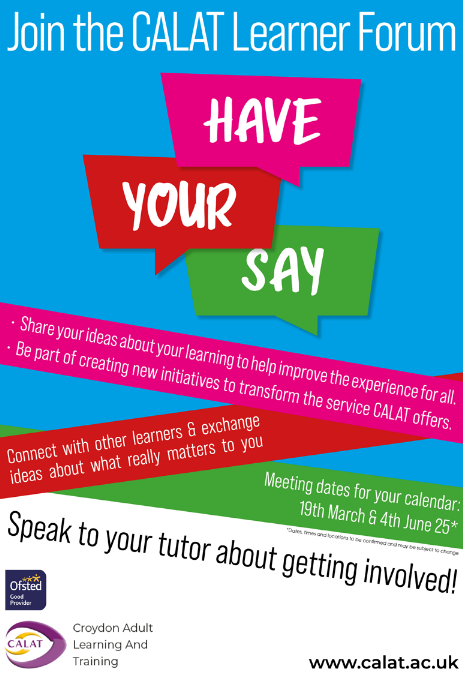 Join the CALAT Learner Forum
HAVE
YOUR
SAY
· Share your ideas about your learning to help improve the experience for all.
· Be part of creating new initiatives to transform the service CALAT offers.
Connect with other learners & exchange
ideas about what really matters to you
Meeting dates for your calendar:
19th March & 4th June 25*
*Dates, times and locations to be confirmed and may be subject to change
Speak to your tutor about getting involved!
Ofsted
Good
Provider
CALAT
Croydon Adult
Learning And
Training
www.calat.ac.uk